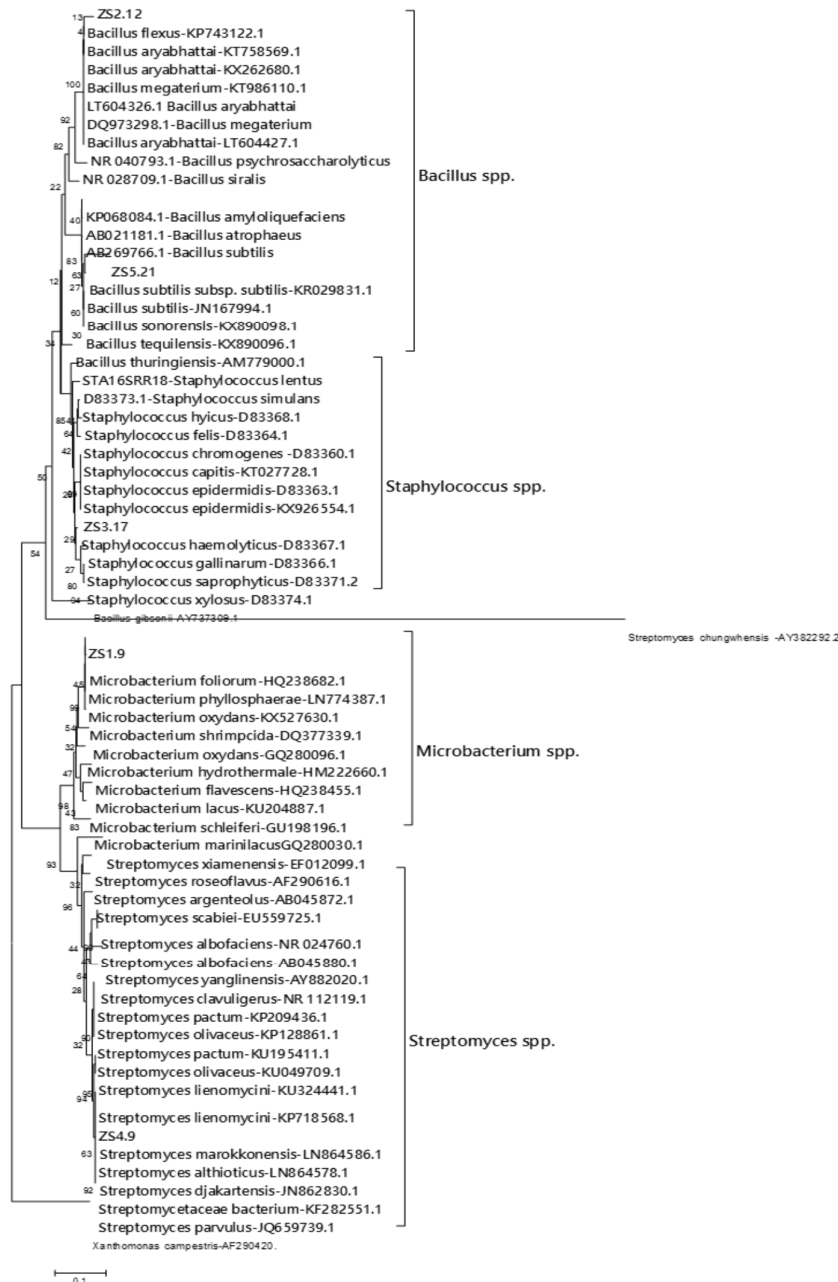 ZS2.12
Bacillus flexus-KP743122.1
Bacillus aryabhattai-KT758569.1
Bacillus aryabhattai-KX262680.1
Bacillus megaterium-KT986110.1
LT604326.1 Bacillus aryabhattai
DQ973298.1-Bacillus megaterium
Bacillus aryabhattai-LT604427.1
NR 040793.1-Bacillus psychrosaccharolyticus
NR 028709.1-Bacillus siralis
KP068084.1-Bacillus amyloliquefaciens
AB021181.1-Bacillus atrophaeus
AB269766.1-Bacillus subtilis
ZS5.21
Bacillus subtilis subsp. subtilis-KR029831.1
Bacillus subtilis-JN167994.1
Bacillus sonorensis-KX890098.1
Bacillus tequilensis-KX890096.1
Bacillus spp.
Bacillus thuringiensis-AM779000.1
STA16SRR18-Staphylococcus lentus
D83373.1-Staphylococcus simulans
Staphylococcus hyicus-D83368.1
Staphylococcus felis-D83364.1
Staphylococcus chromogenes -D83360.1
Staphylococcus capitis-KT027728.1
Staphylococcus epidermidis-D83363.1
Staphylococcus epidermidis-KX926554.1
ZS3.17
Staphylococcus haemolyticus-D83367.1
Staphylococcus gallinarum-D83366.1
Staphylococcus saprophyticus-D83371.2
Staphylococcus spp.
Staphylococcus xylosus-D83374.1
Bacillus gibsonii-AY737309.1
Streptomyces chungwhensis -AY382292.2
ZS1.9
Microbacterium foliorum-HQ238682.1
Microbacterium phyllosphaerae-LN774387.1
Microbacterium oxydans-KX527630.1
Microbacterium shrimpcida-DQ377339.1
Microbacterium oxydans-GQ280096.1
Microbacterium hydrothermale-HM222660.1
Microbacterium flavescens-HQ238455.1
Microbacterium lacus-KU204887.1
Microbacterium schleiferi-GU198196.1
Microbacterium spp.
Microbacterium marinilacusGQ280030.1
Streptomyces xiamenensis-EF012099.1
Streptomyces roseoflavus-AF290616.1
Streptomyces argenteolus-AB045872.1
Streptomyces scabiei-EU559725.1
Streptomyces albofaciens-NR 024760.1
Streptomyces albofaciens-AB045880.1
Streptomyces yanglinensis-AY882020.1
Streptomyces clavuligerus-NR 112119.1
Streptomyces pactum-KP209436.1
Streptomyces olivaceus-KP128861.1
Streptomyces pactum-KU195411.1
Streptomyces olivaceus-KU049709.1
Streptomyces lienomycini-KU324441.1
Streptomyces lienomycini-KP718568.1
ZS4.9
Streptomyces marokkonensis-LN864586.1
Streptomyces althioticus-LN864578.1
Streptomyces djakartensis-JN862830.1
Streptomycetaceae bacterium-KF282551.1
Streptomyces parvulus-JQ659739.1
Streptomyces spp.
Xanthomonas campestris-AF290420.
13
4
100
92
82
22
40
83
63
27
12
60
30
34
64
42
50
29
27
54
80
94
54
32
47
98
43
83
93
32
96
44
64
28
32
94
63
92
0.1